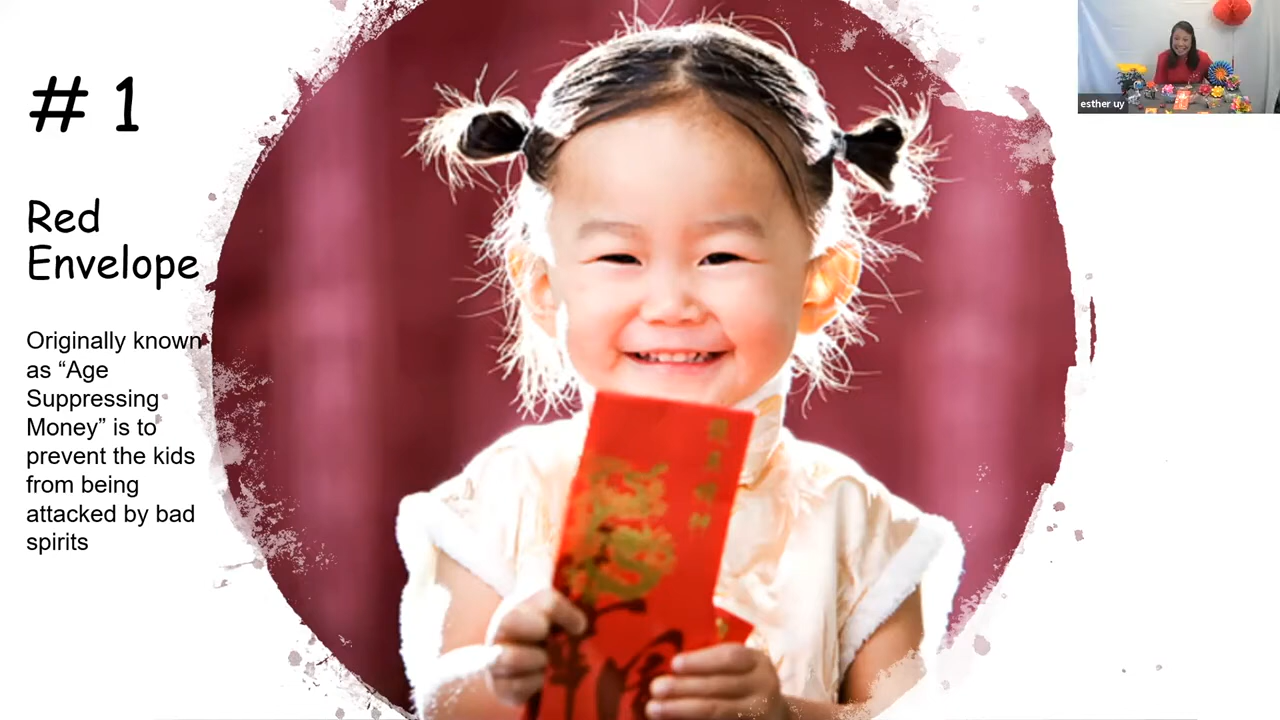 # 1
Red
Envelope
Originally known
as “Age
Suppressing
Money” is to
prevent the kids
from being
attacked by bad
spirits
esther uy